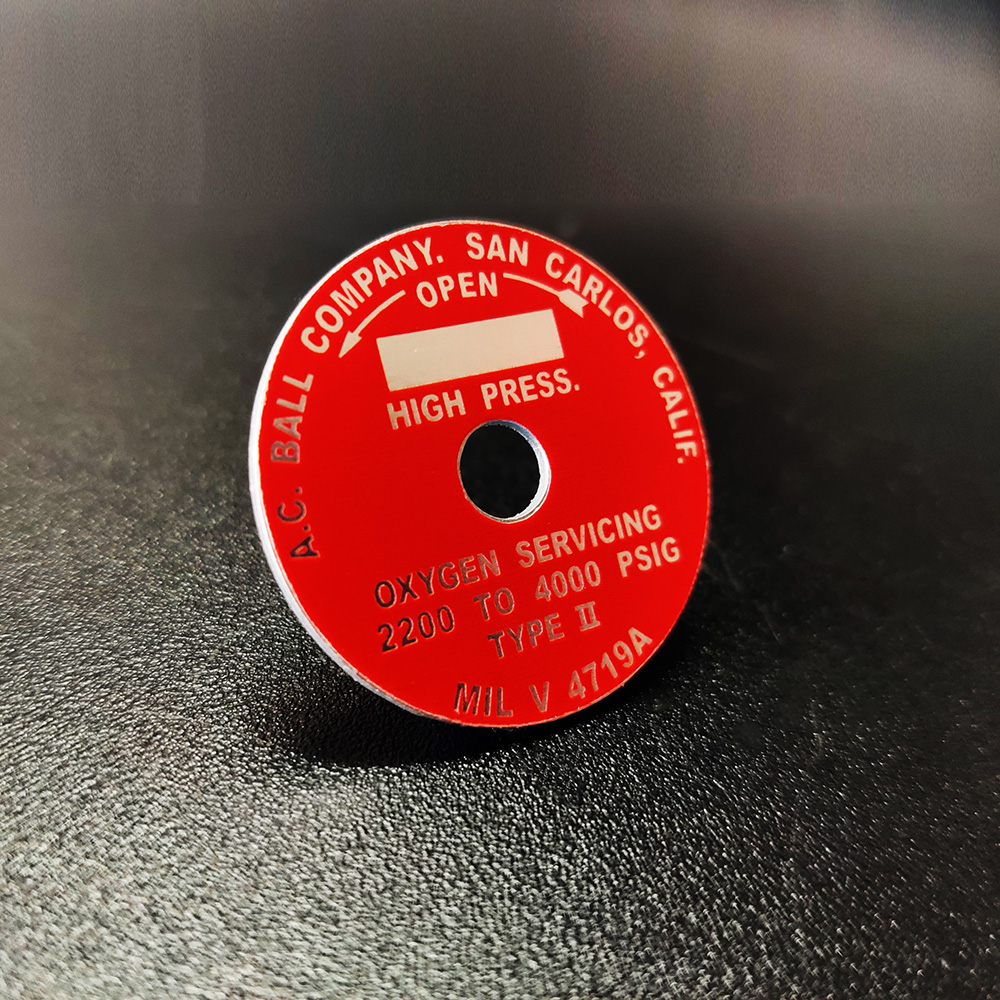 A.C. BALL COMPANY. SAN CARLOS, CALIF.
OPEN
HIGH PRESS.
OXYGEN SERVICING
2200 TO 4000 PSIG
TYPE II
MIL V 4719A